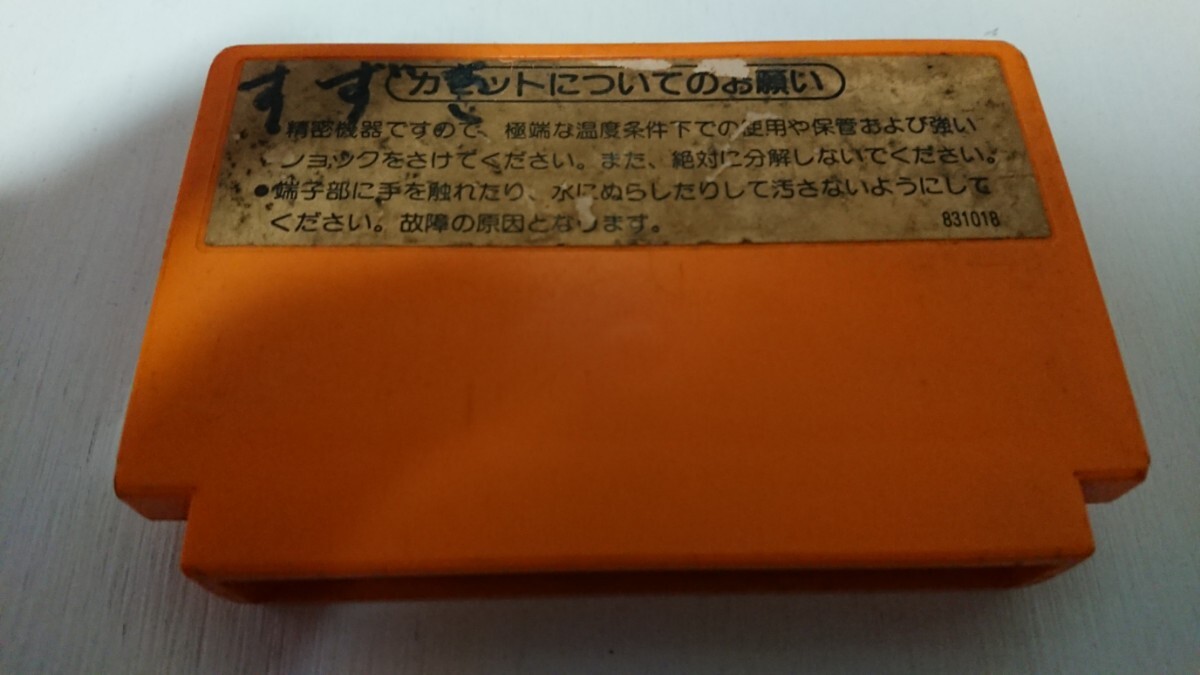 すずき
カセットについてのお願い
精密機器ですので、極端な温度条件下での使用や保管および強い
ショックをさけてください。また、絶対に分解しないでください。
●端子部に手を触れたり、水にぬらしたりして汚さないようにして
ください。故障の原因となります。
831018